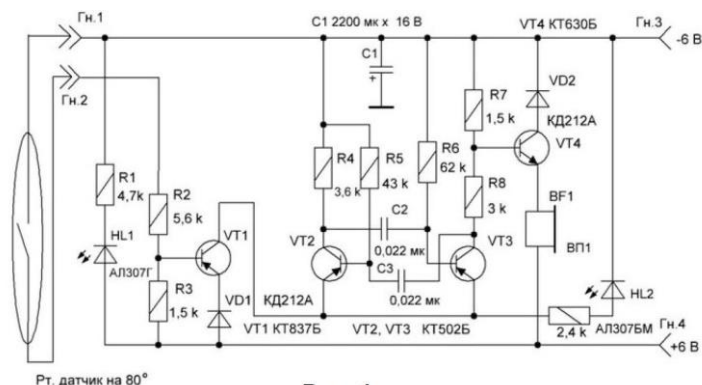 Гн.1
C1 2200 мк x 16 В
VT4 КТ630Б
Гн.3
-6 В
C1
+
Гн.2
R7
1,5 k
VD2
КД212А
VT4
R1
4,7k
R2
5,6 k
R4
3,6 k
R5
43 k
R6
62 k
R8
3 k
BF1
ВП1
HL1
АЛ307Г
VT1
VT2
C2
0,022 мк
VT3
C3
0,022 мк
HL2
R3
1,5 k
VD1
КД212А
VT1 КТ837Б
VT2, VT3 КТ502Б
2,4 k
АЛ307БМ
Гн.4
+6 В
Рт. датчик на 80°